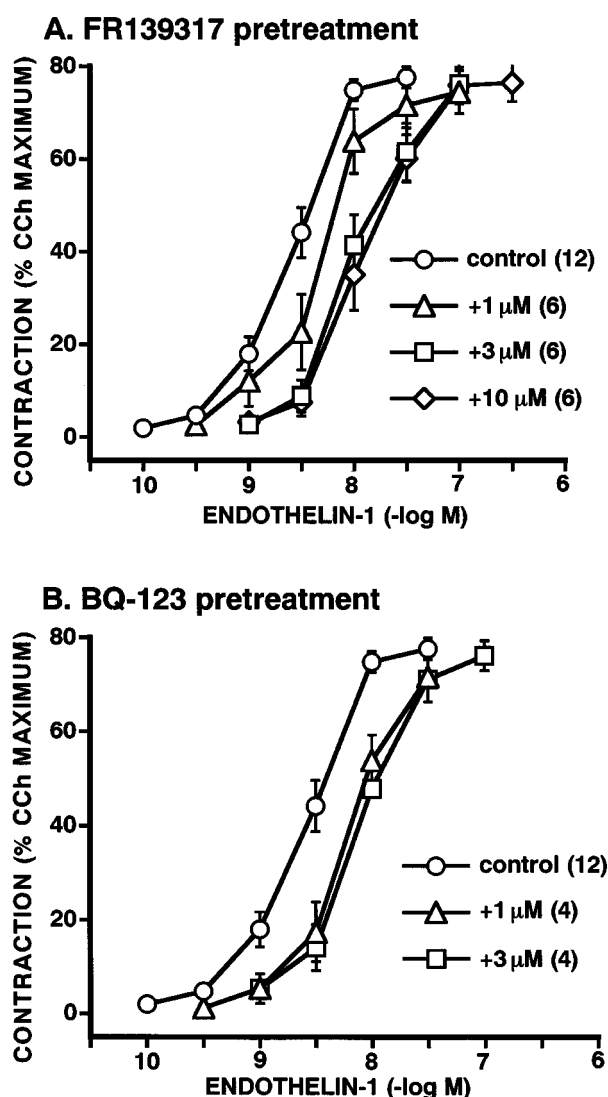 A. FR139317 pretreatment
CONTRACTION (% CCh MAXIMUM)
80
60
40
20
0
control (12)
+1 μM (6)
+3 μM (6)
+10 μM (6)
10 9 8 7 6
ENDOTHELIN-1 (-log M)
B. BQ-123 pretreatment
CONTRACTION (% CCh MAXIMUM)
80
60
40
20
0
control (12)
+1 μM (4)
+3 μM (4)
10 9 8 7 6
ENDOTHELIN-1 (-log M)